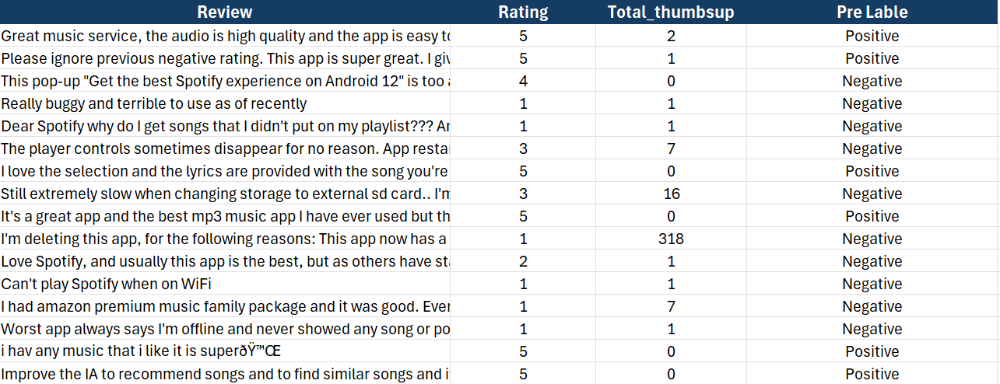 Review Rating Total_thumbsup Pre Lable
Great music service, the audio is high quality and the app is easy to 5 2 Positive
Please ignore previous negative rating. This app is super great. I giv 5 1 Positive
This pop-up "Get the best Spotify experience on Android 12" is too a 4 0 Negative
Really buggy and terrible to use as of recently 1 1 Negative
Dear Spotify why do I get songs that I didn't put on my playlist??? Ar 1 1 Negative
The player controls sometimes disappear for no reason. App resta 3 7 Negative
I love the selection and the lyrics are provided with the song you're 5 0 Positive
Still extremely slow when changing storage to external sd card.. I'm 3 16 Negative
It's a great app and the best mp3 music app I have ever used but th 5 0 Positive
I'm deleting this app, for the following reasons: This app now has a 1 318 Negative
Love Spotify, and usually this app is the best, but as others have sta 2 1 Negative
Can't play Spotify when on WiFi 1 1 Negative
I had amazon premium music family package and it was good. Ever 1 7 Negative
Worst app always says I'm offline and never showed any song or po 1 1 Negative
i hav any music that i like it is superðŸ™Œ 5 0 Positive
Improve the IA to recommend songs and to find similar songs and i 5 0 Positive